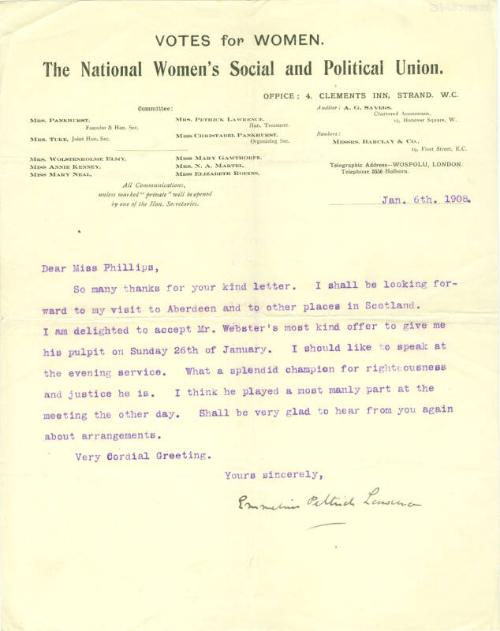 VOTES for WOMEN.
The National Women's Social and Political Union.
OFFICE: 4, CLEMENTS INN, STRAND, W.C.
Committee:
MRS. PANKHURST,
Founder & Hon. Sec.
MRS. TUKE, Joint Hon. Sec.
MRS. WOLSTENHOLME ELMY,
MISS ANNIE KENNEY,
MISS MARY NEAL,
MRS. PETHICK LAWRENCE,
Hon. Treasurer.
MISS CHRISTABEL PANKHURST,
Organizing Sec.
MISS MARY GAWTHORPE,
MRS. N. A. MARTEL,
MISS ELIZABETH ROBINS,
All Communications,
unless marked "private" will be opened
by one of the Hon. Secretaries.
Auditor: A. G. SAYERS,
Chartered Accountant,
Hanover Square, W.
Bankers:
MESSRS. BARCLAY & CO.,
19, Fleet Street, E.C.
Telegraphic Address—WOSPOLU, LONDON.
Telephone Holborn.
Jan. 6th. 1908.
Dear Miss Phillips,
So many thanks for your kind letter. I shall be looking for-
ward to my visit to Aberdeen and to other places in Scotland.
I am delighted to accept Mr. Webster's most kind offer to give me
his pulpit on Sunday 26th of January. I should like to speak at
the evening service. What a splendid champion for righteousness
and justice he is. I think he played a most manly part at the
meeting the other day. Shall be very glad to hear from you again
about arrangements.
Very Cordial Greeting.
Yours sincerely,
Emmeline Pethick Lawrence